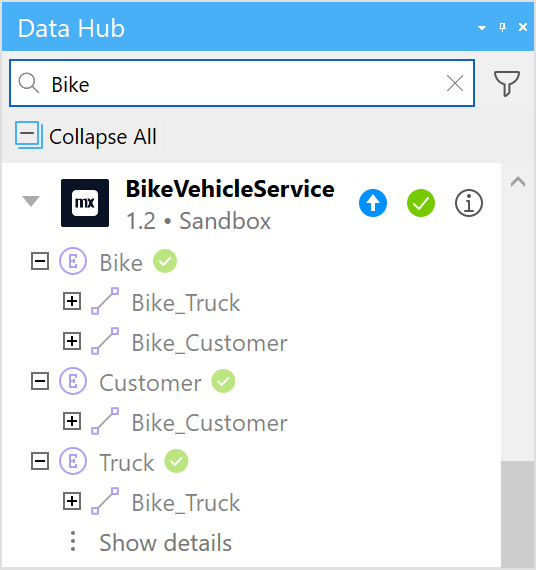 Data Hub
Bike
Collapse All
mx
BikeVehicleService
1.2 • Sandbox
E Bike
Bike_Truck
Bike_Customer
E Customer
Bike_Customer
E Truck
Bike_Truck
Show details